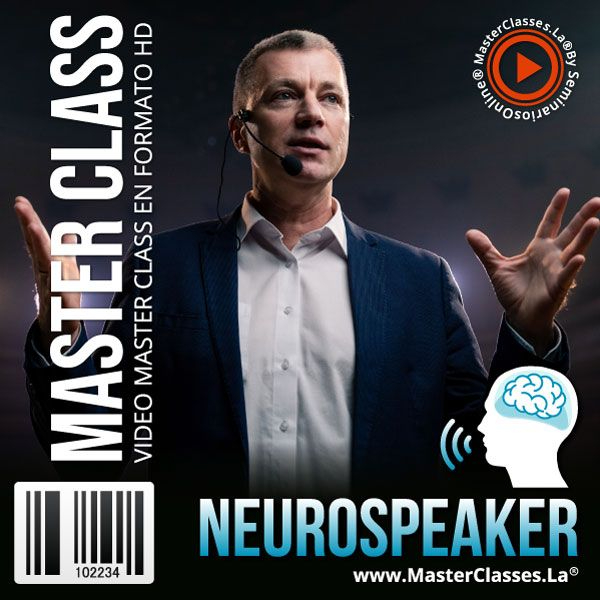 MASTER CLASS
VIDEO MASTER CLASS EN FORMATO HD
MasterClasses.La® By SeminariosOnline®
102234
NEUROSPEAKER
www.MasterClasses.La®